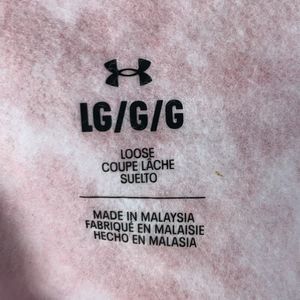 LG/G/G
LOOSE
COUPE LÂCHE
SUELTO
MADE IN MALAYSIA
FABRIQUÉ EN MALAISIE
HECHO EN MALASIA